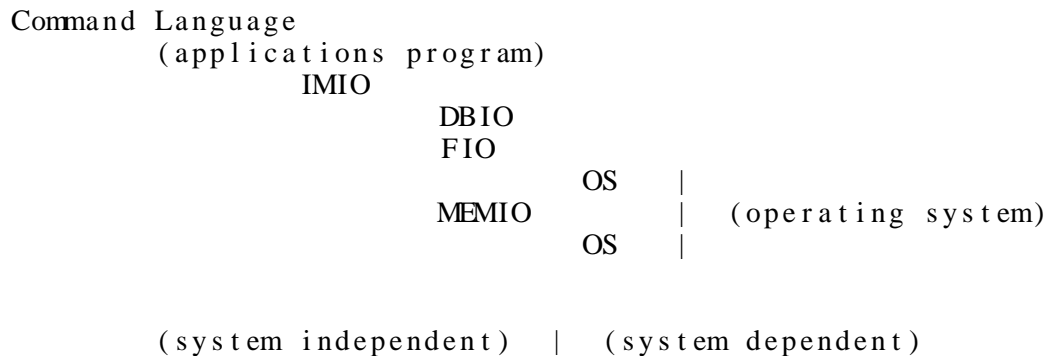 Command Language
(applications program)
IMIO
DBIO
FIO
OS |
MEMIO | (operating system)
OS |
(system independent) | (system dependent)